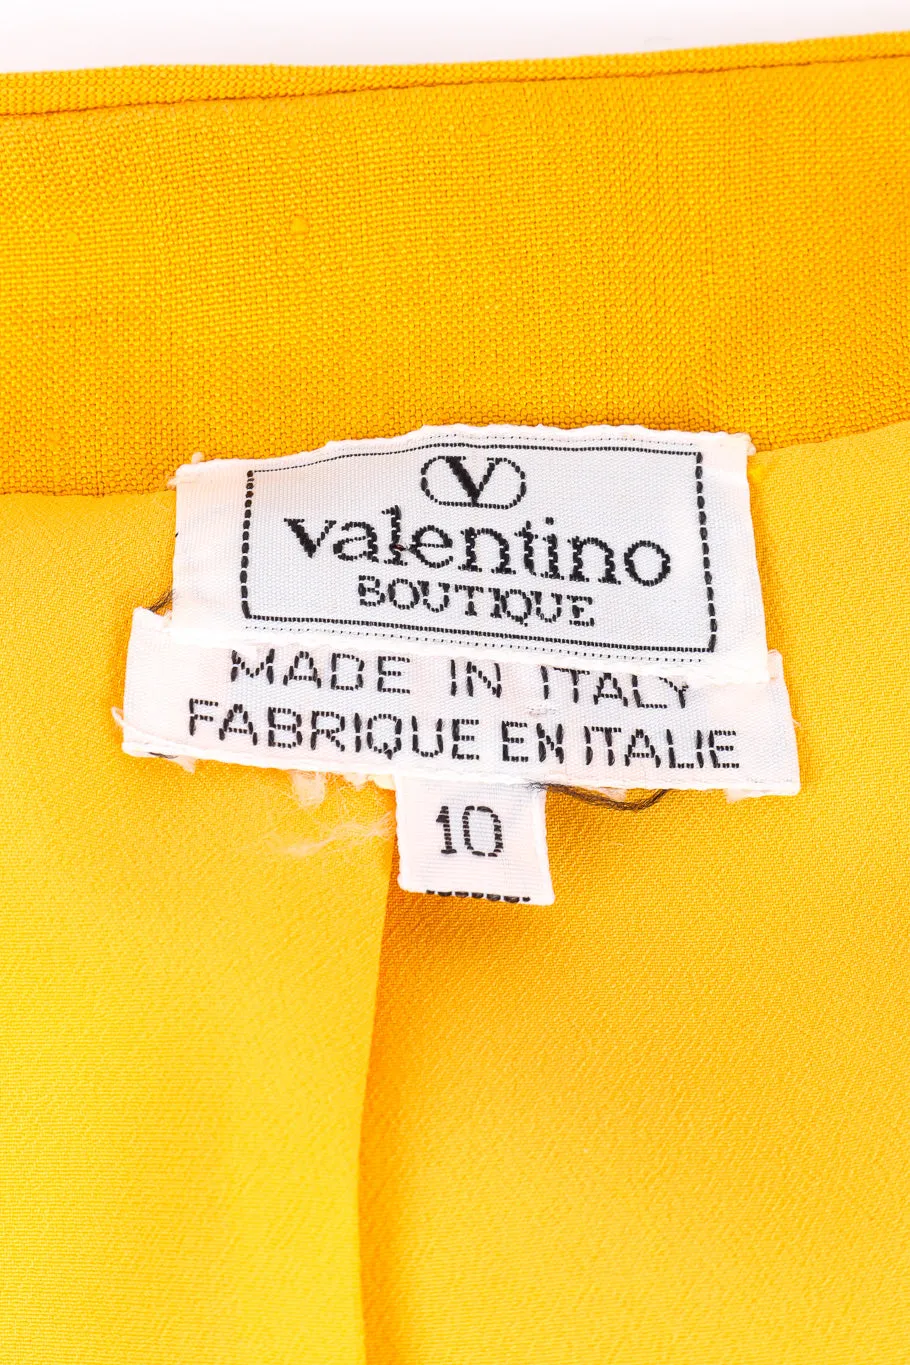 V
valentino
BOUTIQUE
MADE IN ITALY
FABRIQUE EN ITALIE
10